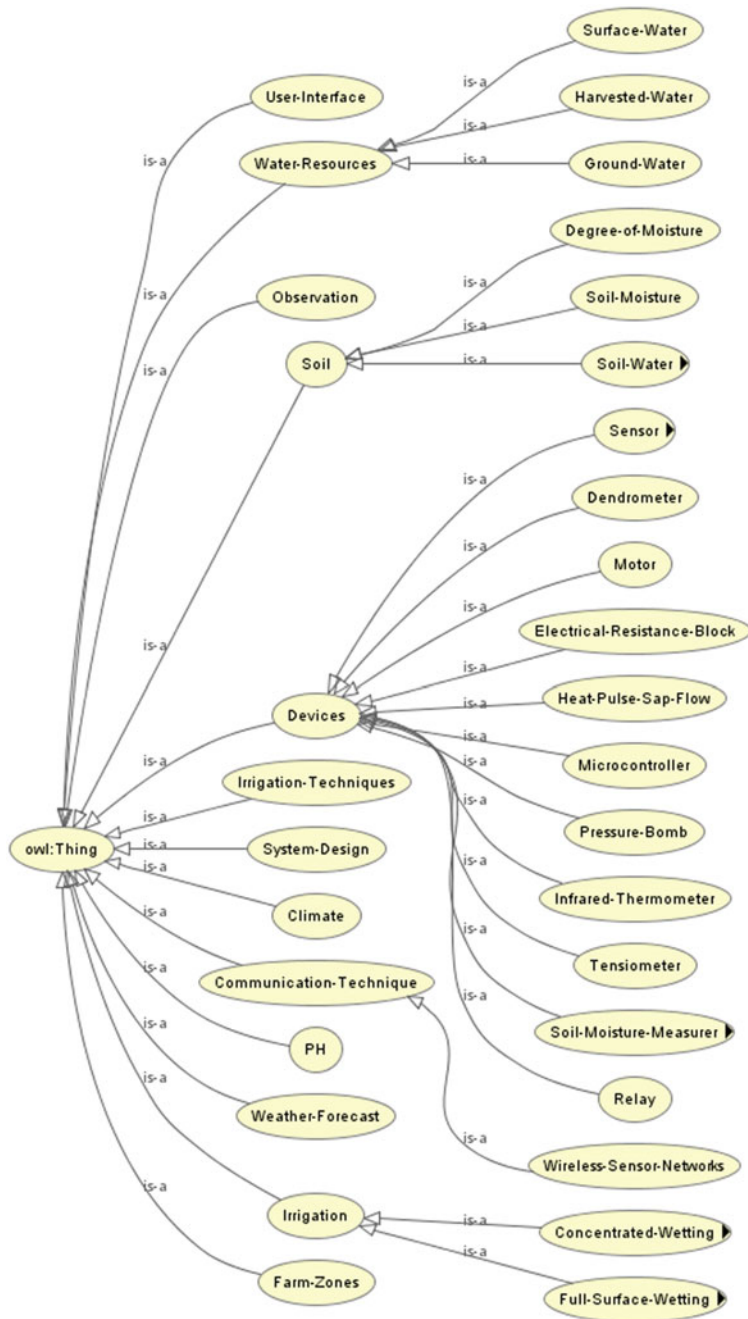 Surface-Water
is-a
User-Interface
Harvested-Water
is-a
is-a
Water-Resources
is-a
Ground-Water
Degree-of-Moisture
is-a
is-a
Observation
Soil-Moisture
is-a
is-a
Soil
is-a
Soil-Water
Sensor
is-a
Dendrometer
is-a
Motor
is-a
Electrical-Resistance-Block
is-a
is-a
Heat-Pulse-Sap-Flow
is-a
Devices
is-a
Microcontroller
is-a
is-a
Irrigation-Techniques
is-a
Pressure-Bomb
is-a
owl:Thing
is-a
System-Design
is-a
Infrared-Thermometer
is-a
Climate
is-a
Communication-Technique
Tensiometer
is-a
is-a
Soil-Moisture-Measurer
PH
is-a
Relay
is-a
Weather-Forecast
is-a
Wireless-Sensor-Networks
is-a
Irrigation
is-a
Concentrated-Wetting
is-a
Farm-Zones
Full-Surface-Wetting